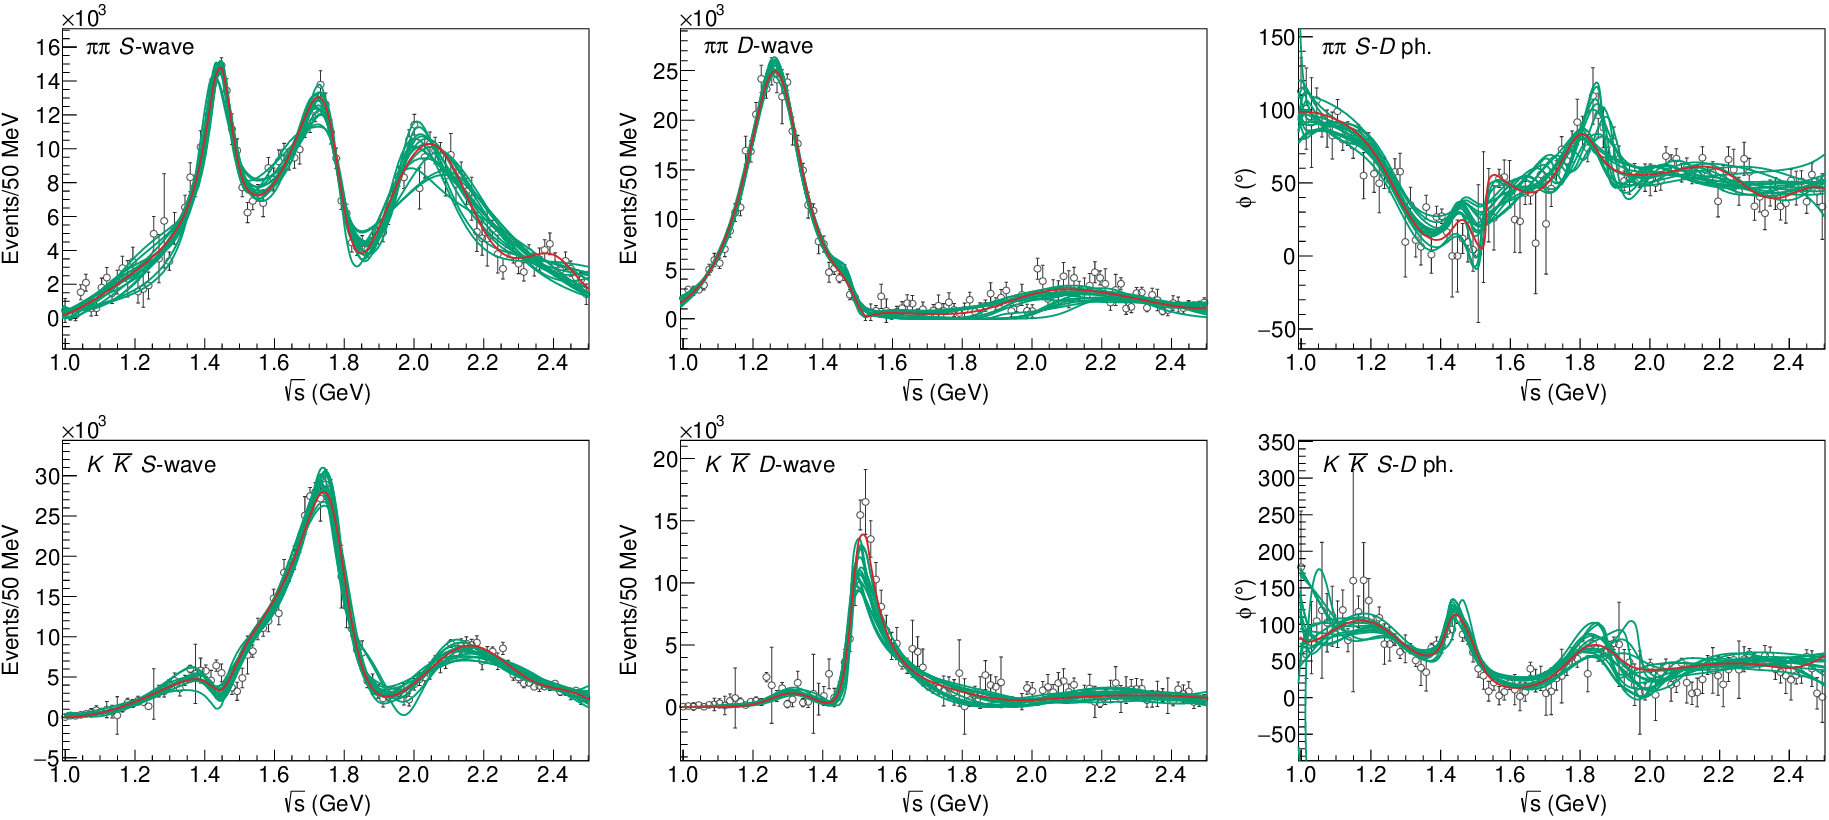 ×10³
ππ S-wave
Events/50 MeV
16
14
12
10
8
6
4
2
0
1.0 1.2 1.4 1.6 1.8 2.0 2.2 2.4
√s (GeV)
×10³
ππ D-wave
Events/50 MeV
25
20
15
10
5
0
1.0 1.2 1.4 1.6 1.8 2.0 2.2 2.4
√s (GeV)
ππ S-D ph.
ϕ (°)
150
100
50
0
−50
1.0 1.2 1.4 1.6 1.8 2.0 2.2 2.4
√s (GeV)
×10³
K K̅ S-wave
Events/50 MeV
30
25
20
15
10
5
0
−5
1.0 1.2 1.4 1.6 1.8 2.0 2.2 2.4
√s (GeV)
×10³
K K̅ D-wave
Events/50 MeV
20
15
10
5
0
1.0 1.2 1.4 1.6 1.8 2.0 2.2 2.4
√s (GeV)
K K̅ S-D ph.
ϕ (°)
350
300
250
200
150
100
50
0
−50
1.0 1.2 1.4 1.6 1.8 2.0 2.2 2.4
√s (GeV)